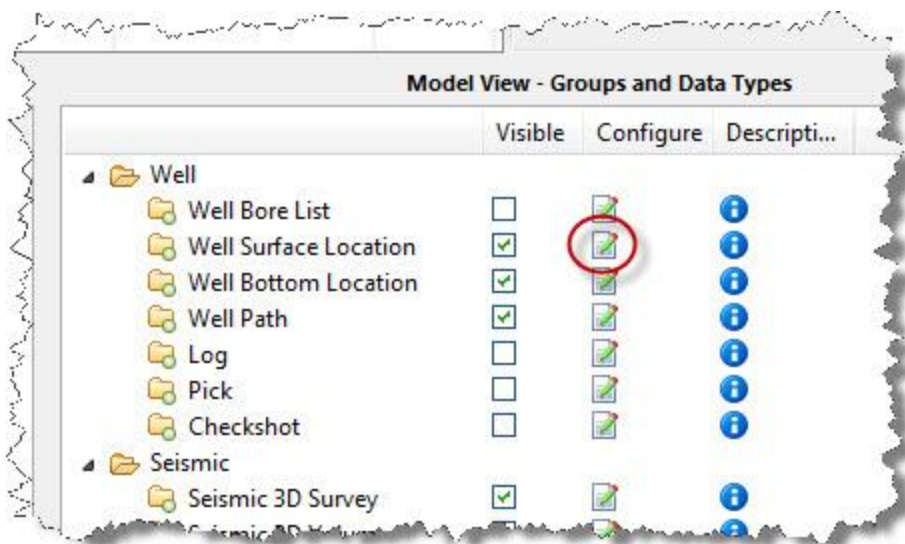 Model View - Groups and Data Types
Visible Configure Descripti...
Well
Well Bore List
Well Surface Location
Well Bottom Location
Well Path
Log
Pick
Checkshot
Seismic
Seismic 3D Survey